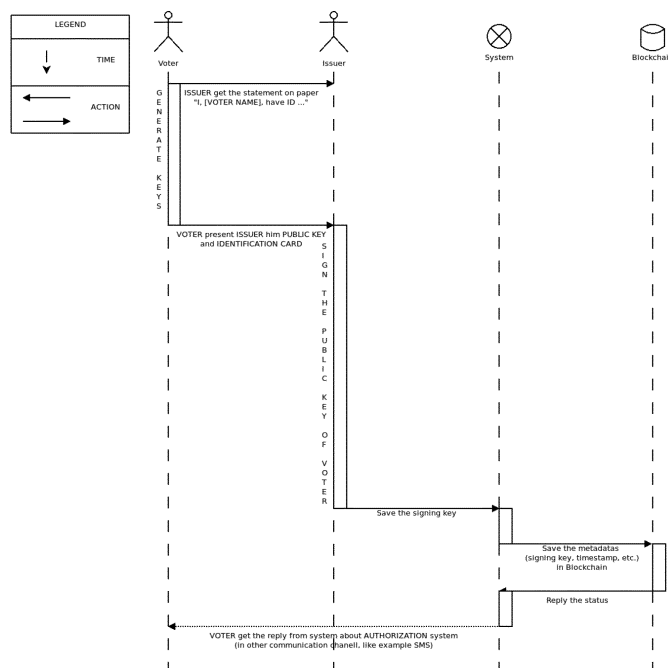 LEGEND
TIME
ACTION
Voter
Issuer
System
Blockchai
ISSUER get the statement on paper
"I, [VOTER NAME], have ID ..."
GENERATE KEYS
VOTER present ISSUER him PUBLIC KEY
and IDENTIFICATION CARD
SIGN THE PUBLIC KEY OF VOTER
Save the signing key
Save the metadatas
(signing key, timestamp, etc.)
in Blockchain
Reply the status
VOTER get the reply from system about AUTHORIZATION system
(in other communication chanell, like example SMS)